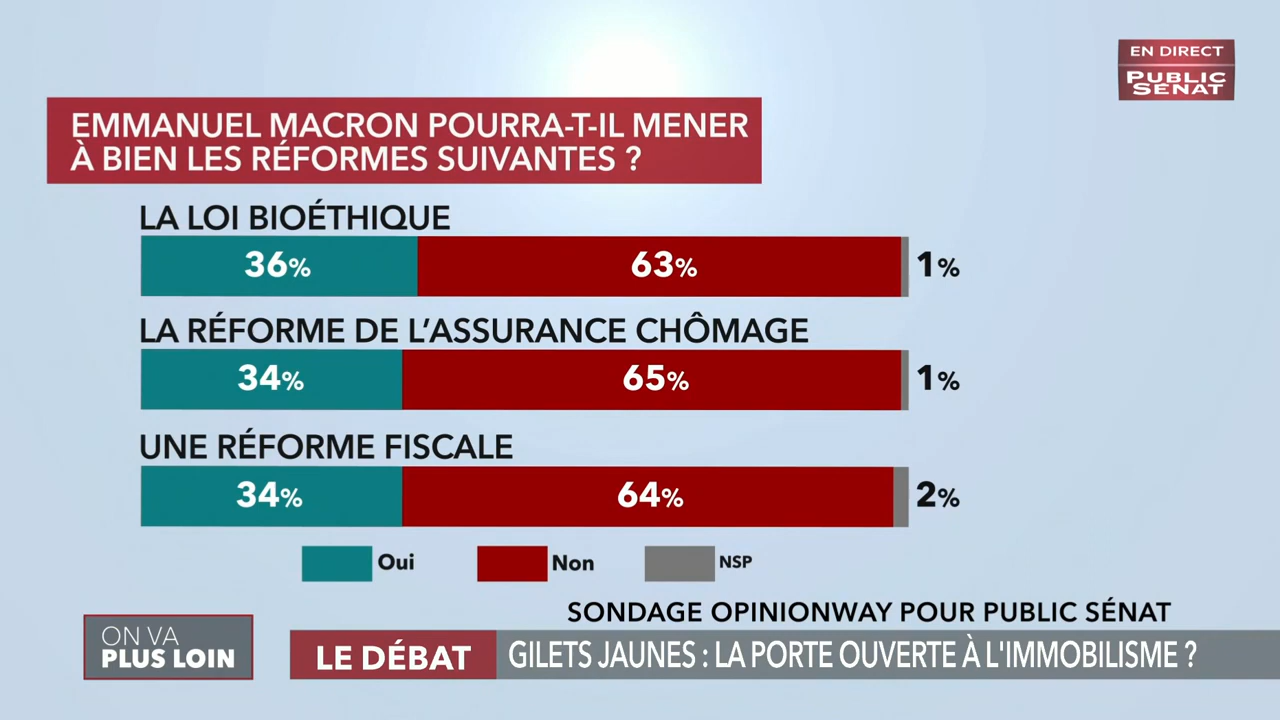 EN DIRECT
PUBLIC
SÉNAT
EMMANUEL MACRON POURRA-T-IL MENER
À BIEN LES RÉFORMES SUIVANTES ?
LA LOI BIOÉTHIQUE
36% 63% 1%
LA RÉFORME DE L’ASSURANCE CHÔMAGE
34% 65% 1%
UNE RÉFORME FISCALE
34% 64% 2%
Oui Non NSP
SONDAGE OPINIONWAY POUR PUBLIC SÉNAT
ON VA
PLUS LOIN
LE DÉBAT GILETS JAUNES : LA PORTE OUVERTE À L'IMMOBILISME ?